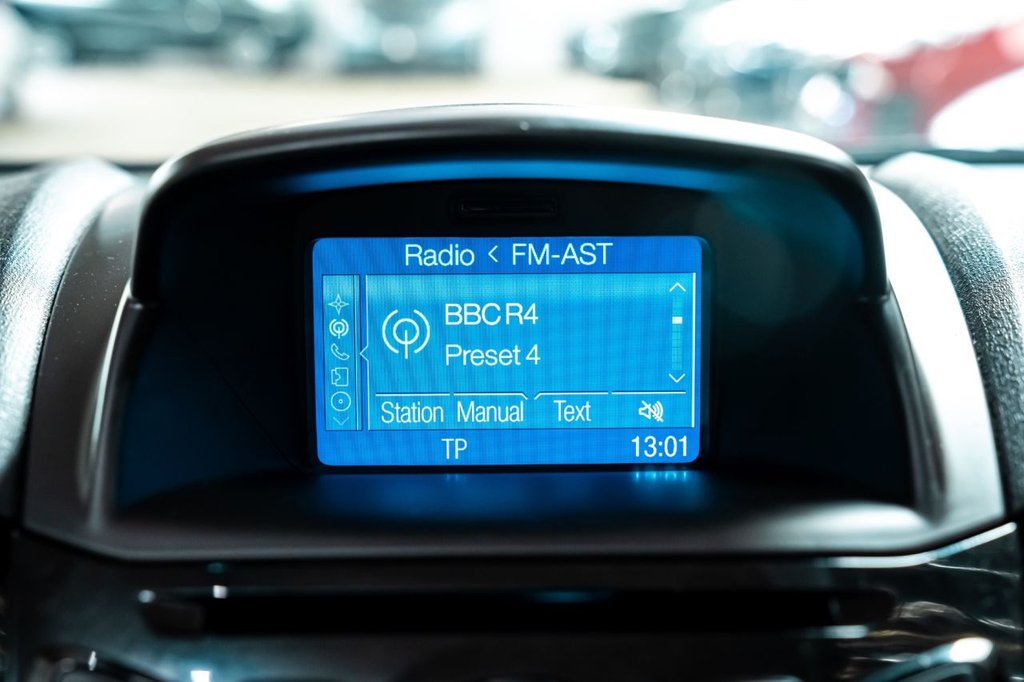 Radio < FM-AST
BBC R4
Preset 4
Station Manual Text
TP 13:01